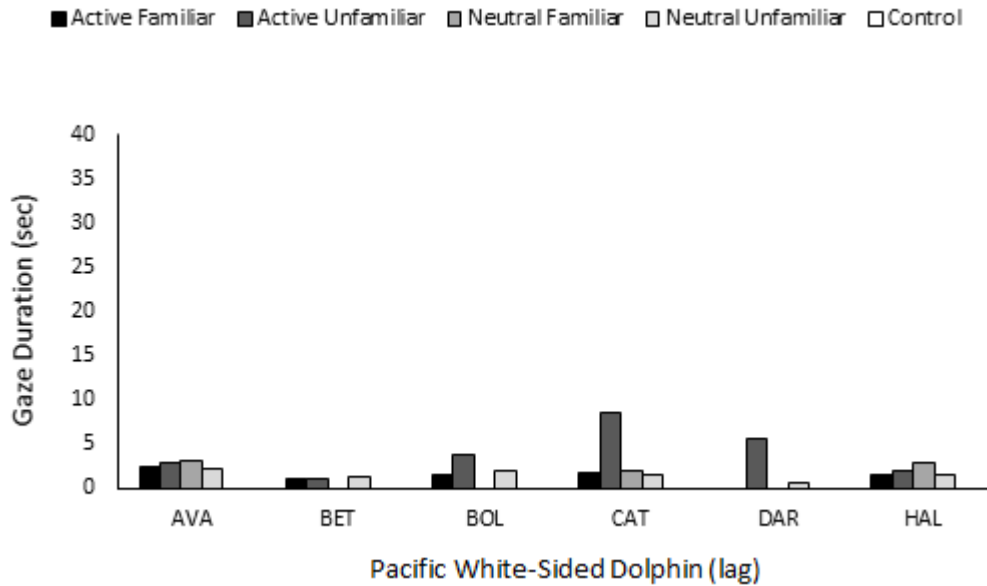 Active Familiar Active Unfamiliar Neutral Familiar Neutral Unfamiliar Control
40
35
30
25
20
15
10
5
0
Gaze Duration (sec)
AVA BET BOL CAT DAR HAL
Pacific White-Sided Dolphin (lag)